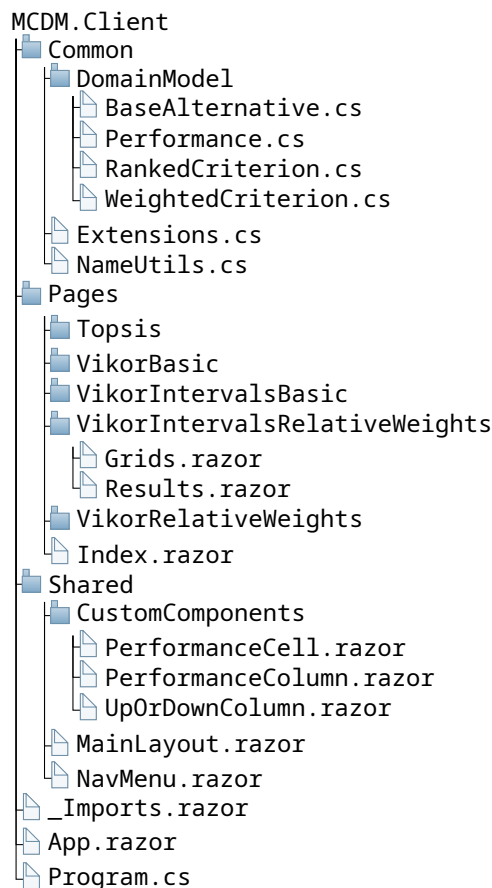 MCDM.Client
Common
DomainModel
BaseAlternative.cs
Performance.cs
RankedCriterion.cs
WeightedCriterion.cs
Extensions.cs
NameUtils.cs
Pages
Topsis
VikorBasic
VikorIntervalsBasic
VikorIntervalsRelativeWeights
Grids.razor
Results.razor
VikorRelativeWeights
Index.razor
Shared
CustomComponents
PerformanceCell.razor
PerformanceColumn.razor
UpOrDownColumn.razor
MainLayout.razor
NavMenu.razor
_Imports.razor
App.razor
Program.cs